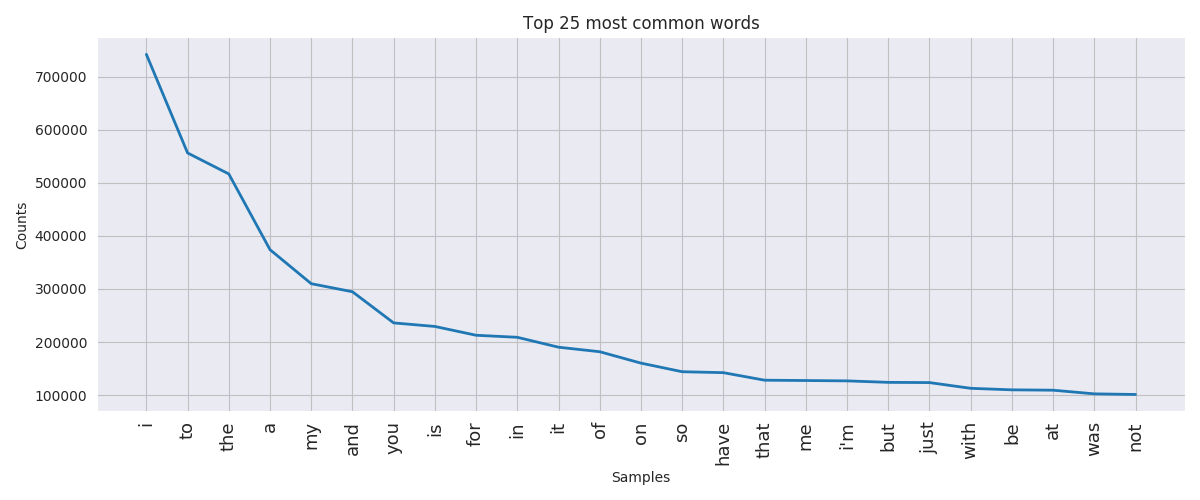 Top 25 most common words
Counts
700000
600000
500000
400000
300000
200000
100000
i to the a my and you is for in it of on so have that me i'm but just with be at was not
Samples